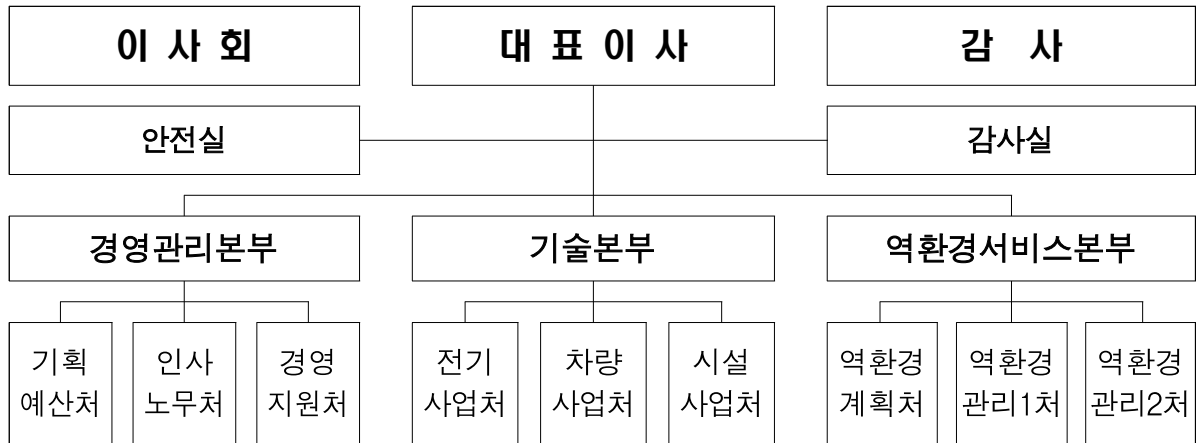 이 사 회
대 표 이 사
감 사
안전실
감사실
경영관리본부
기술본부
역환경서비스본부
기획
예산처
인사
노무처
경영
지원처
전기
사업처
차량
사업처
시설
사업처
역환경
계획처
역환경
관리1처
역환경
관리2처